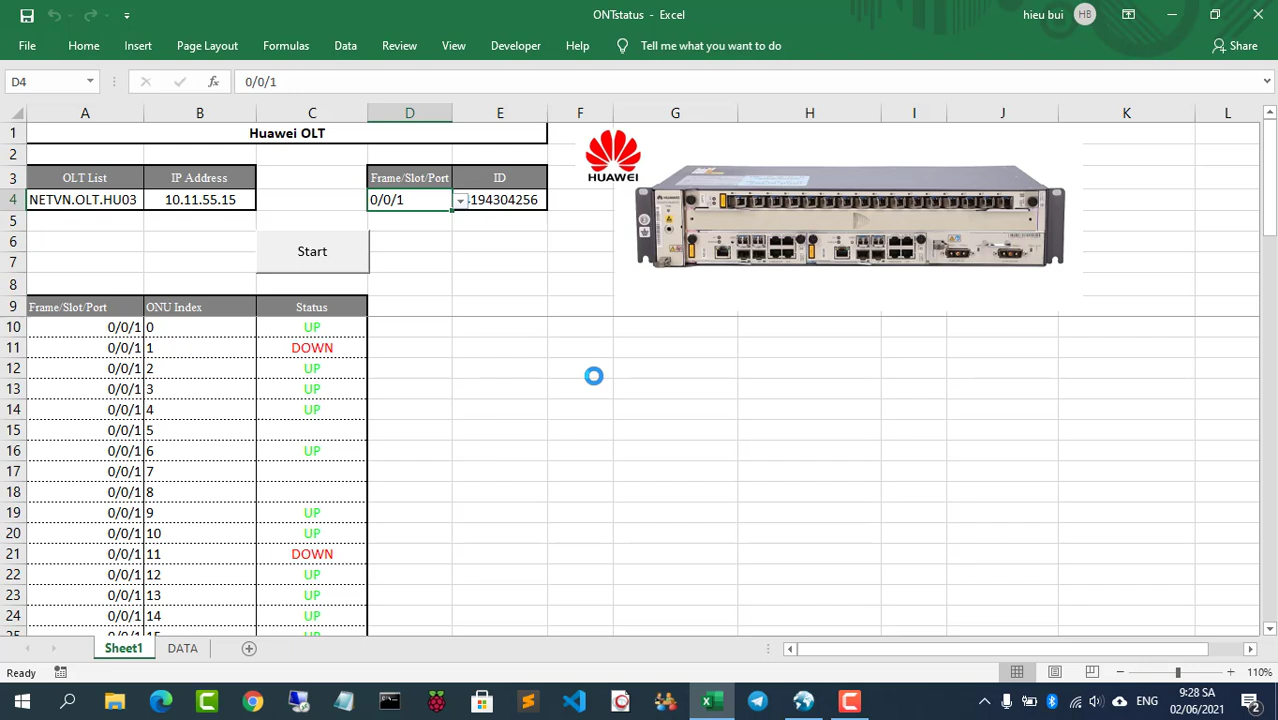 ONTstatus - Excel
hieu bui HB
File Home Insert Page Layout Formulas Data Review View Developer Help Tell me what you want to do Share
D4 fx 0/0/1
A B C D E F G H I J K L
1 Huawei OLT
2
HUAWEI
3 OLT List IP Address Frame/Slot/Port ID
4 NETVN.OLT.HU03 10.11.55.15 0/0/1 194304256
5
6
Start
7
8
9 Frame/Slot/Port ONU Index Status
10 0/0/1 0 UP
11 0/0/1 1 DOWN
12 0/0/1 2 UP
13 0/0/1 3 UP
14 0/0/1 4 UP
15 0/0/1 5
16 0/0/1 6 UP
17 0/0/1 7
18 0/0/1 8
19 0/0/1 9 UP
20 0/0/1 10 UP
21 0/0/1 11 DOWN
22 0/0/1 12 UP
23 0/0/1 13 UP
24 0/0/1 14 UP
25 0/0/1 15 UP
Sheet1 DATA
Ready 110%
ENG 9:28 SA
02/06/2021 2